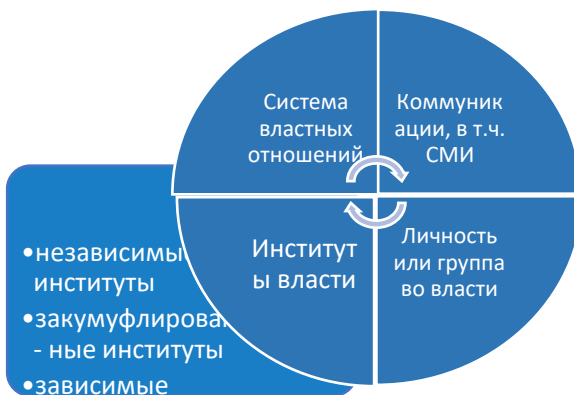 Система
властных
отношений
Коммуник
ации, в т.ч.
СМИ
Институт
ы власти
Личность
или группа
во власти
•независимы
институты
•закумуфлирова
- ные институты
•зависимые